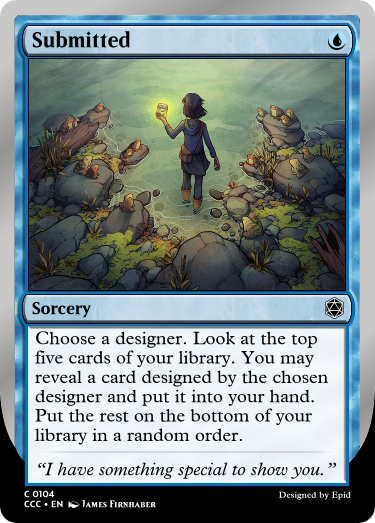 Submitted
Sorcery
Choose a designer. Look at the top
five cards of your library. You may
reveal a card designed by the chosen
designer and put it into your hand.
Put the rest on the bottom of your
library in a random order.
“I have something special to show you.”
C 0104
CCC • EN James Firnhaber
Designed by Epid